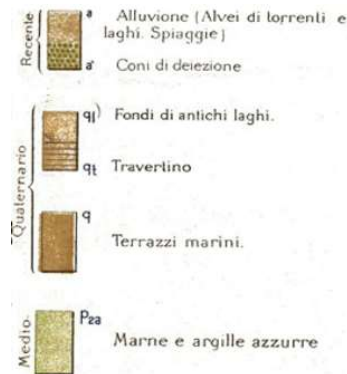 Recente
a
Alluvione (Alvei di torrenti e
laghi. Spiaggie)
a'
Coni di deiezione
Quaternario
ql
Fondi di antichi laghi.
qt
Travertino
q
Terrazzi marini.
Medio.
P2a
Marne e argille azzurre